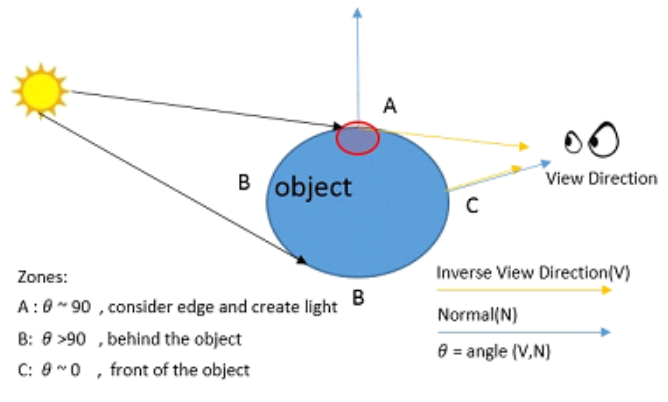 A
B
object
C
View Direction
B
Zones:
A : θ ~ 90 , consider edge and create light
B: θ >90 , behind the object
C: θ ~ 0 , front of the object
Inverse View Direction(V)
Normal(N)
θ = angle (V,N)